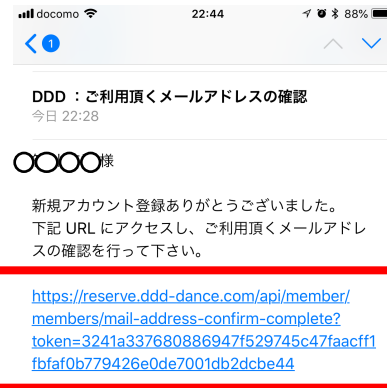 docomo 22:44 88%
1
DDD ：ご利用頂くメールアドレスの確認
今日 22:28
様
新規アカウント登録ありがとうございました。
下記 URL にアクセスし、ご利用頂くメールアドレ
スの確認を行って下さい。
https://reserve.ddd-dance.com/api/member/
members/mail-address-confirm-complete?
token=3241a337680886947f529745c47faacff1
fbfaf0b779426e0de7001db2dcbe44